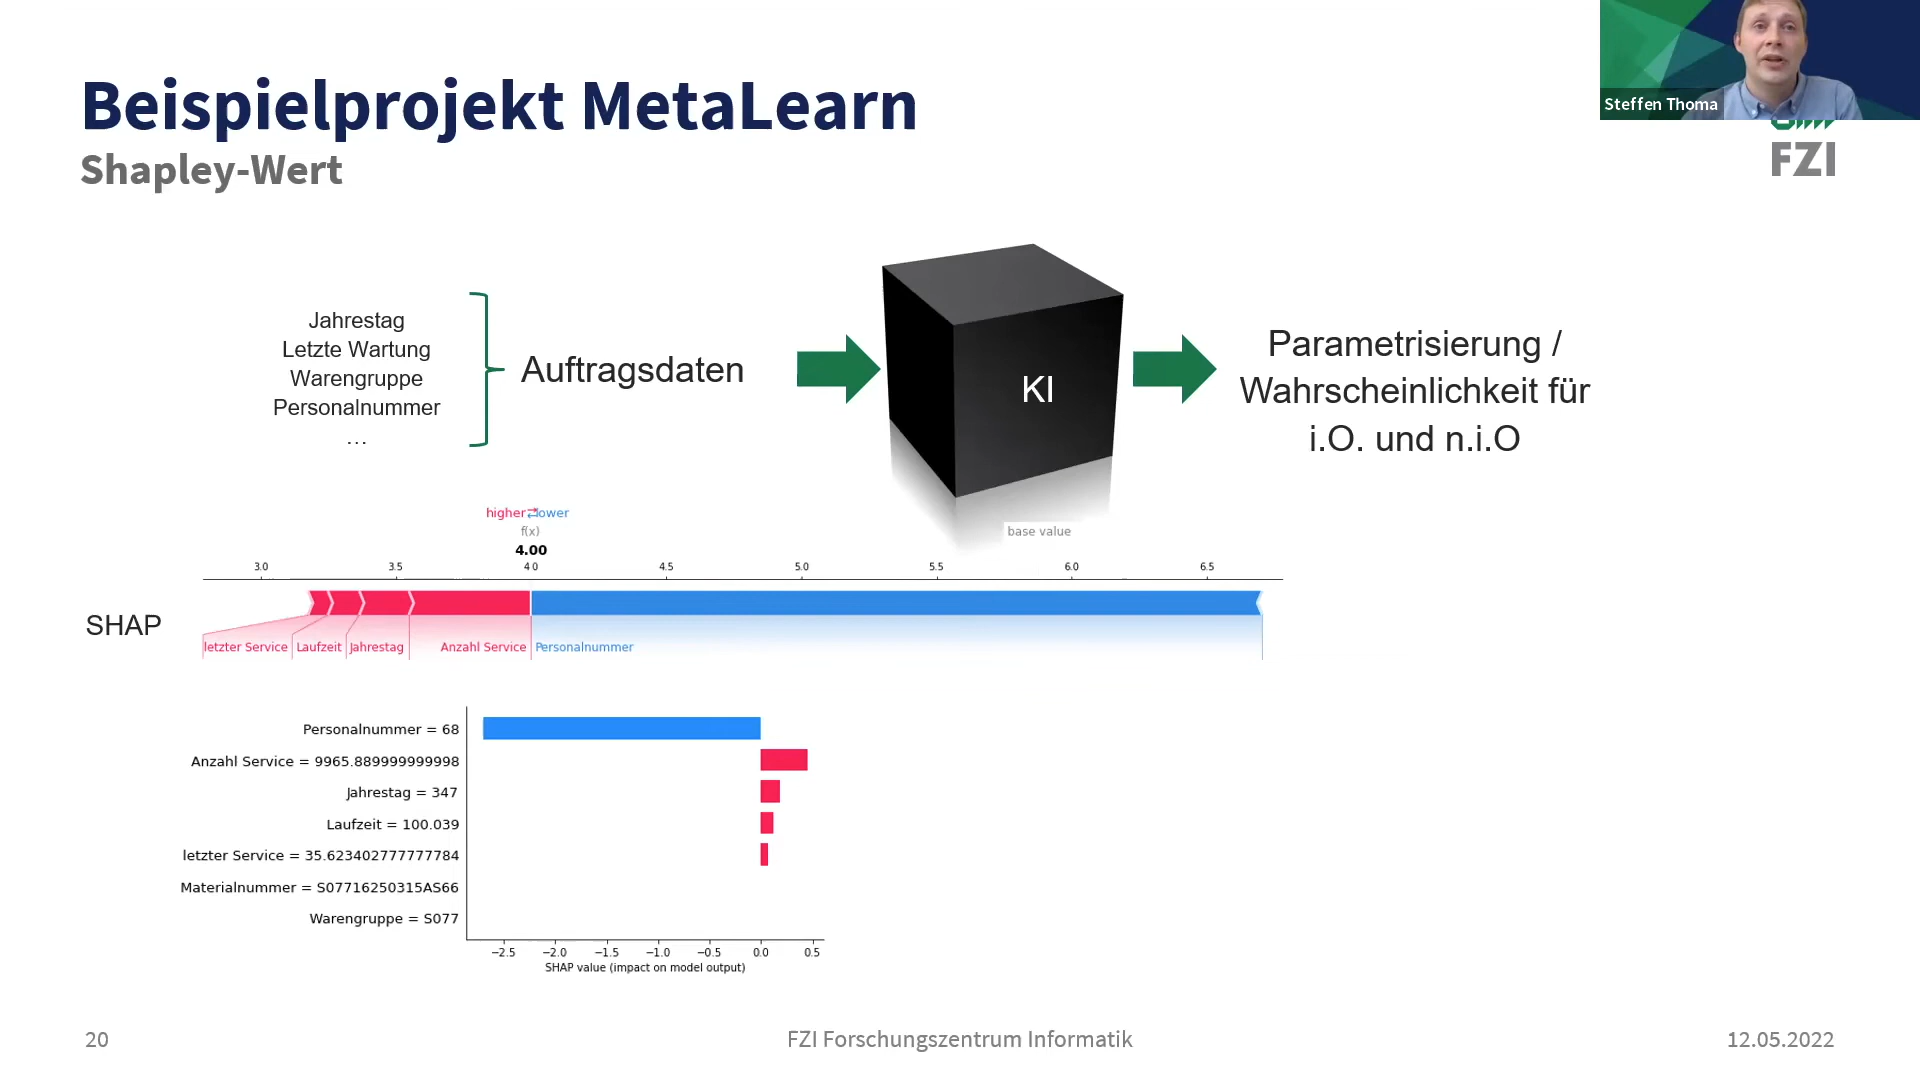 Steffen Thoma
Beispielprojekt MetaLearn
Shapley-Wert
FZI
Jahrestag
Letzte Wartung
Warengruppe
Personalnummer
...
Auftragsdaten
KI
Parametrisierung /
Wahrscheinlichkeit für
i.O. und n.i.O
higher⇄lower
f(x)
base value
4.00
3.0 3.5 4.0 4.5 5.0 5.5 6.0 6.5
SHAP
letzter Service Laufzeit Jahrestag Anzahl Service Personalnummer
Personalnummer = 68
Anzahl Service = 9965.889999999998
Jahrestag = 347
Laufzeit = 100.039
letzter Service = 35.623402777777784
Materialnummer = S07716250315AS66
Warengruppe = S077
−2.5 −2.0 −1.5 −1.0 −0.5 0.0 0.5
SHAP value (impact on model output)
20
FZI Forschungszentrum Informatik
12.05.2022